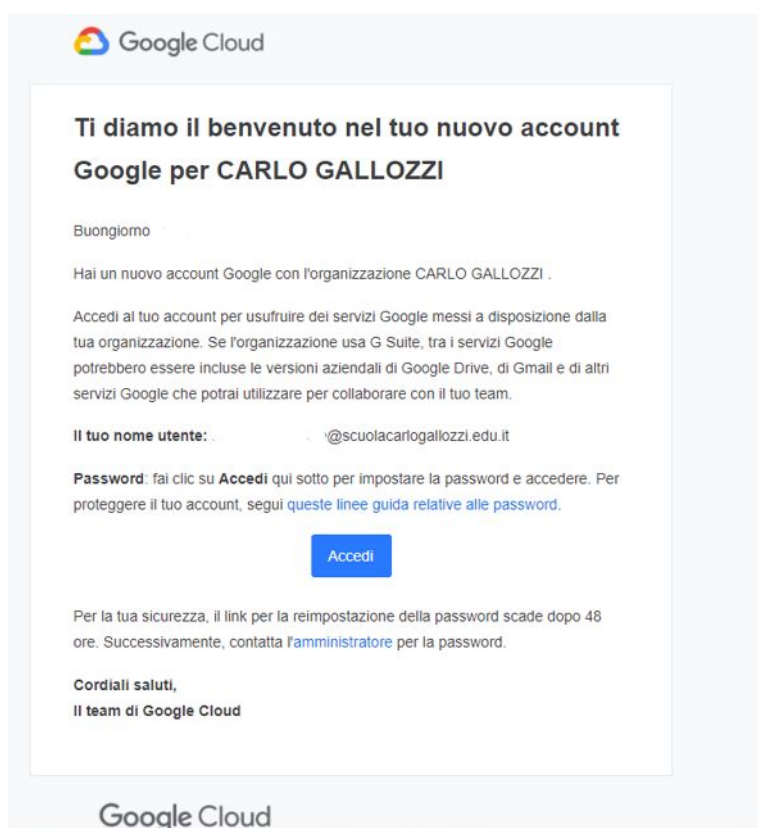 Google Cloud
Ti diamo il benvenuto nel tuo nuovo account
Google per CARLO GALLOZZI
Buongiorno
Hai un nuovo account Google con l'organizzazione CARLO GALLOZZI .
Accedi al tuo account per usufruire dei servizi Google messi a disposizione dalla
tua organizzazione. Se l'organizzazione usa G Suite, tra i servizi Google
potrebbero essere incluse le versioni aziendali di Google Drive, di Gmail e di altri
servizi Google che potrai utilizzare per collaborare con il tuo team.
Il tuo nome utente: @scuolacarlogallozzi.edu.it
Password: fai clic su Accedi qui sotto per impostare la password e accedere. Per
proteggere il tuo account, segui queste linee guida relative alle password.
Accedi
Per la tua sicurezza, il link per la reimpostazione della password scade dopo 48
ore. Successivamente, contatta l'amministratore per la password.
Cordiali saluti,
Il team di Google Cloud
Google Cloud